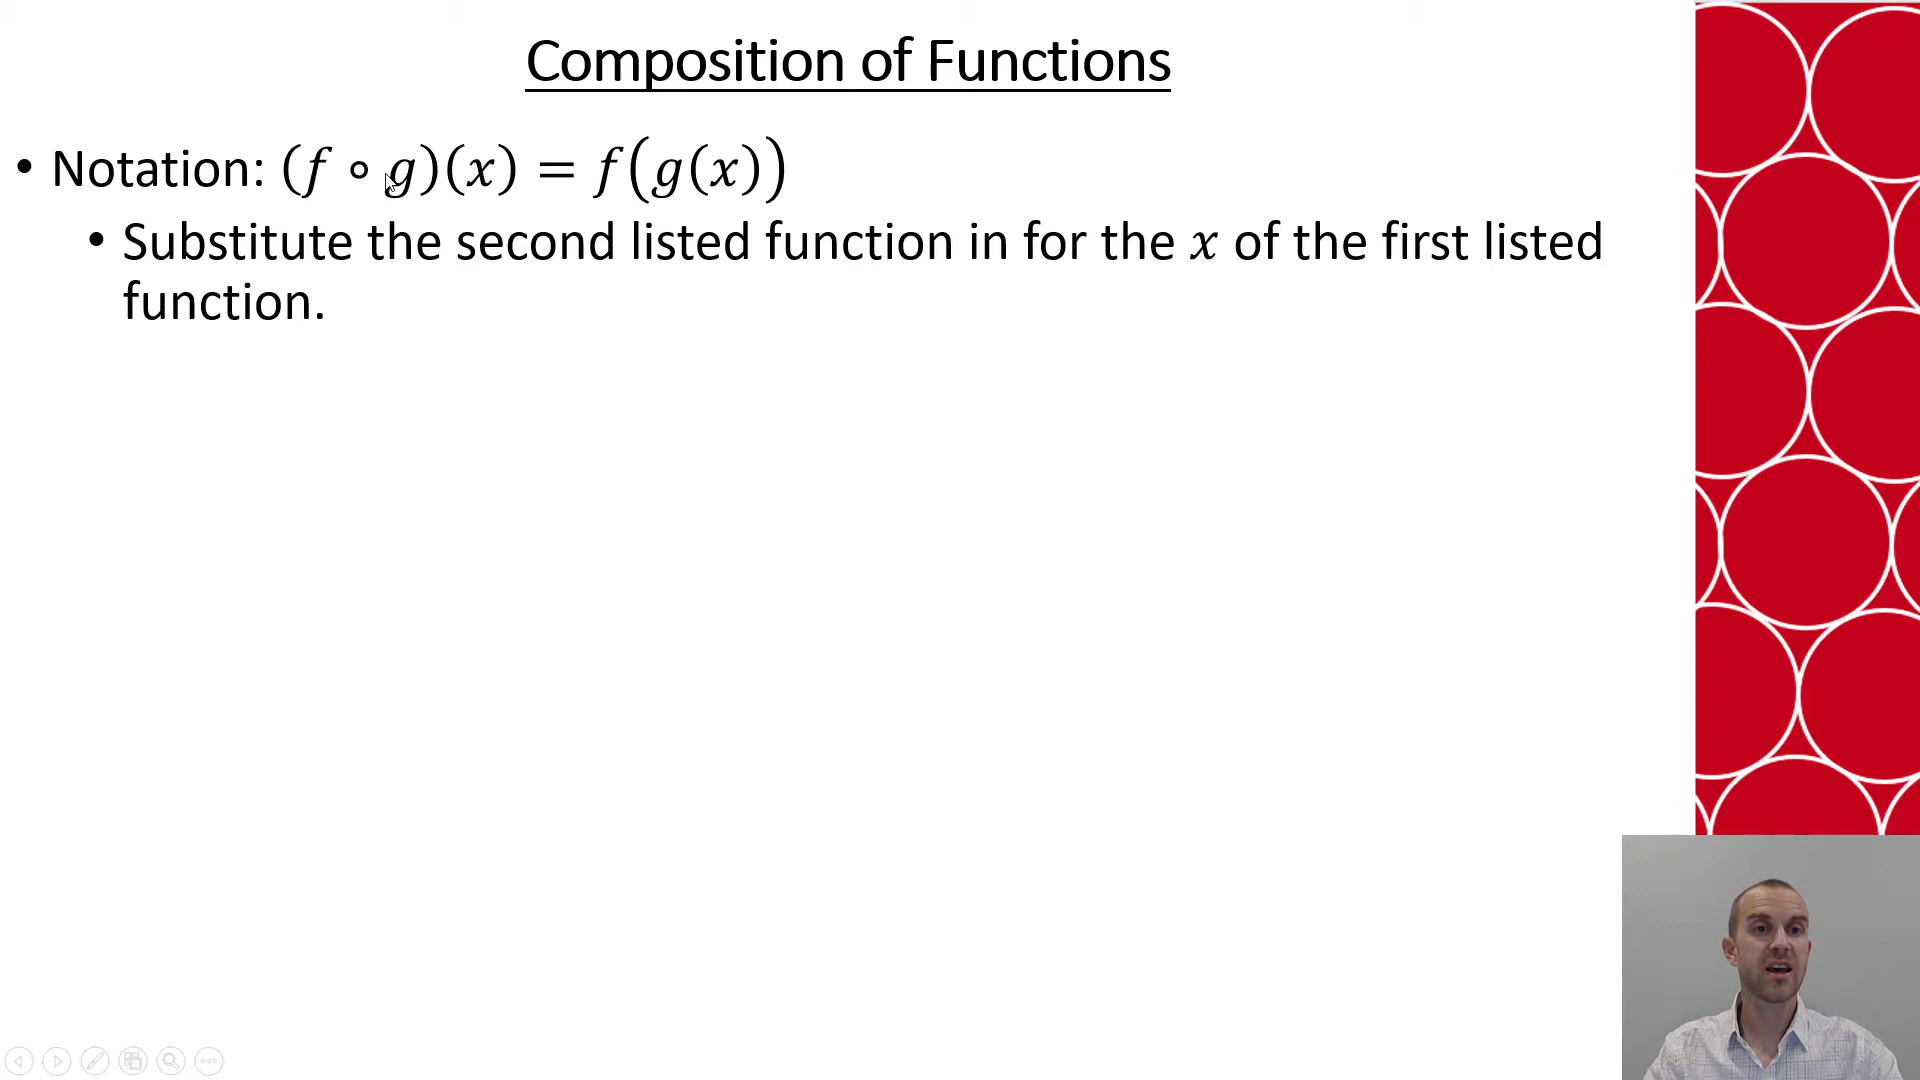 Composition of Functions
• Notation: (f ∘ g)(x) = f(g(x))
• Substitute the second listed function in for the x of the first listed
function.